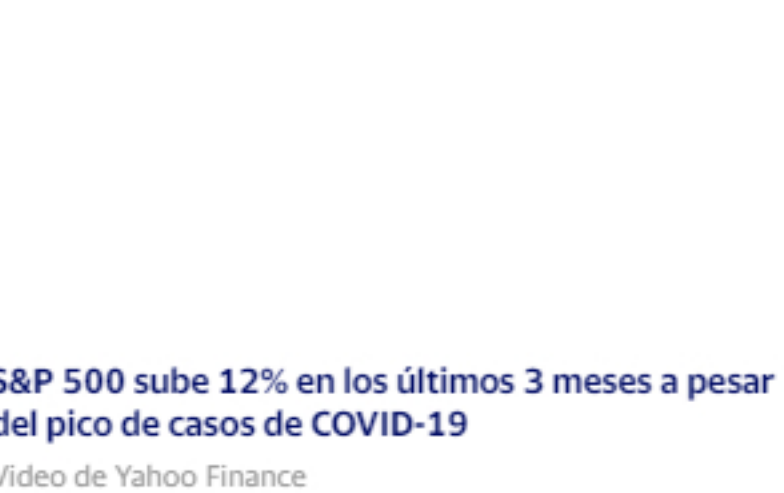 S&P 500 sube 12% en los últimos 3 meses a pesar
del pico de casos de COVID-19
Video de Yahoo Finance